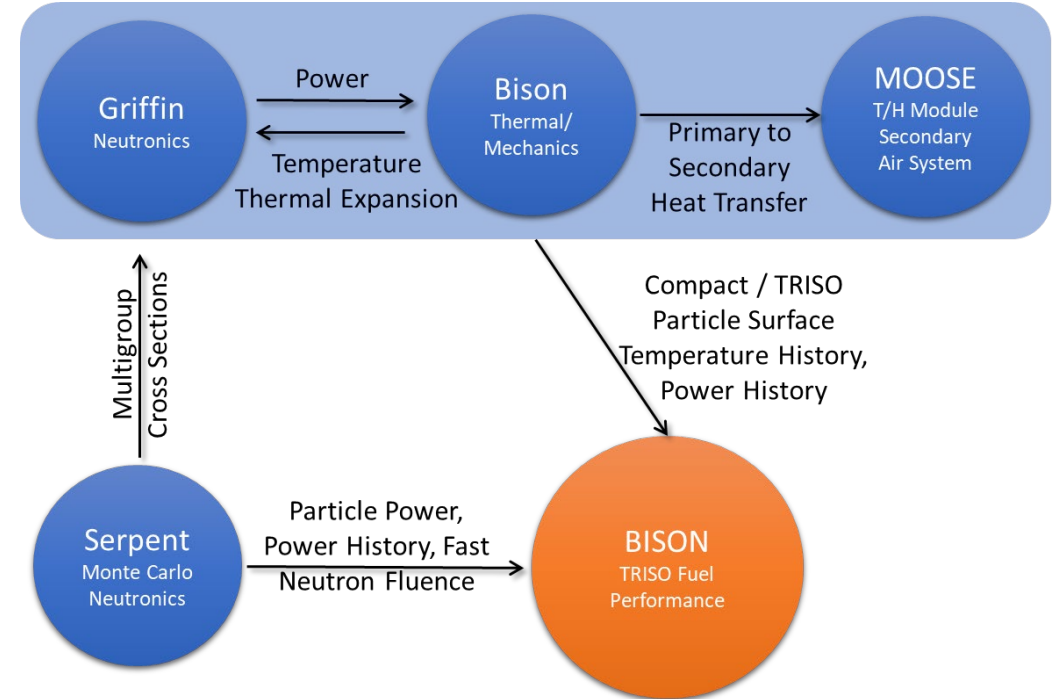 Griffin
Neutronics
Power
Temperature
Thermal Expansion
Bison
Thermal/
Mechanics
Primary to
Secondary
Heat Transfer
MOOSE
T/H Module
Secondary
Air System
Multigroup
Cross Sections
Compact / TRISO
Particle Surface
Temperature History,
Power History
Serpent
Monte Carlo
Neutronics
Particle Power,
Power History, Fast
Neutron Fluence
BISON
TRISO Fuel
Performance